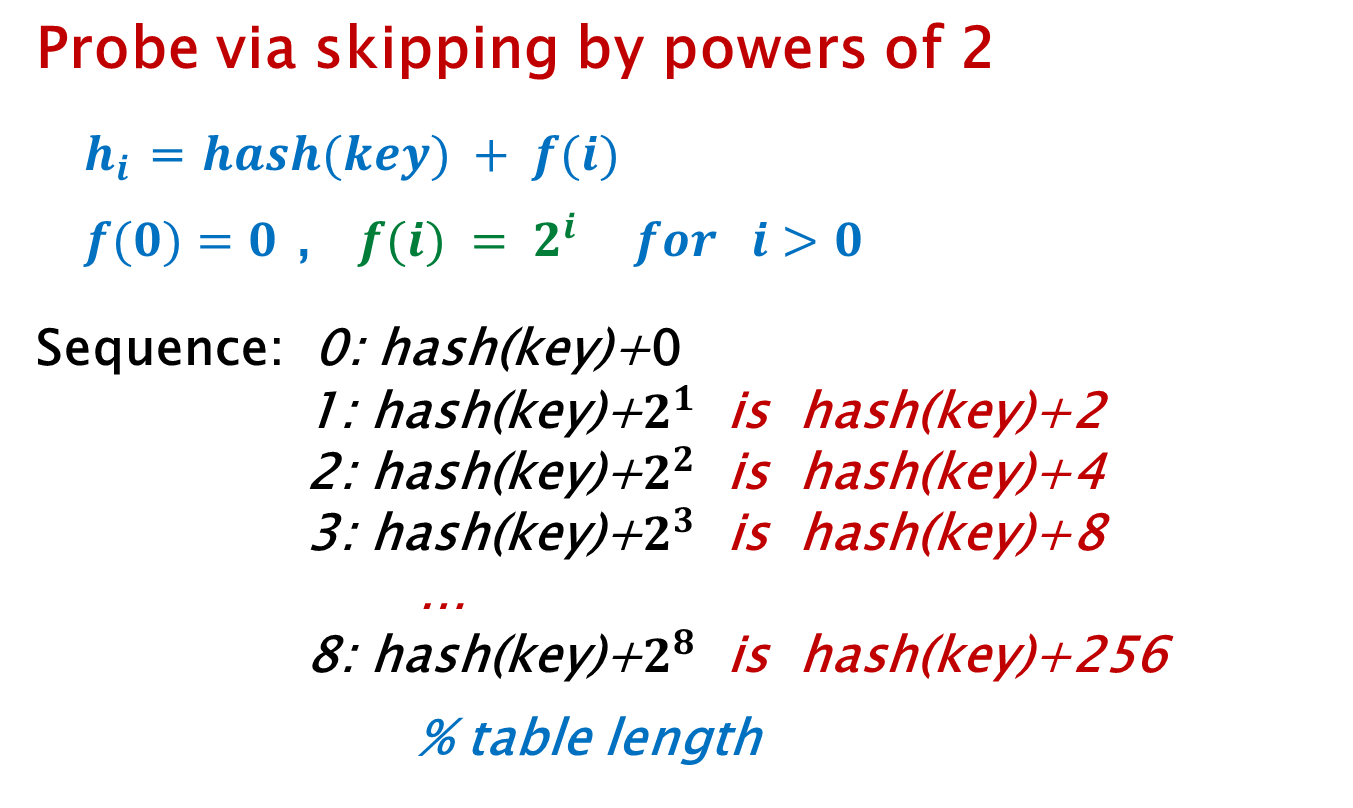 Probe via skipping by powers of 2
hᵢ = hash(key) + f(i)
f(0) = 0 , f(i) = 2ⁱ for i > 0
Sequence: 0: hash(key)+0
1: hash(key)+2¹ is hash(key)+2
2: hash(key)+2² is hash(key)+4
3: hash(key)+2³ is hash(key)+8
...
8: hash(key)+2⁸ is hash(key)+256
% table length